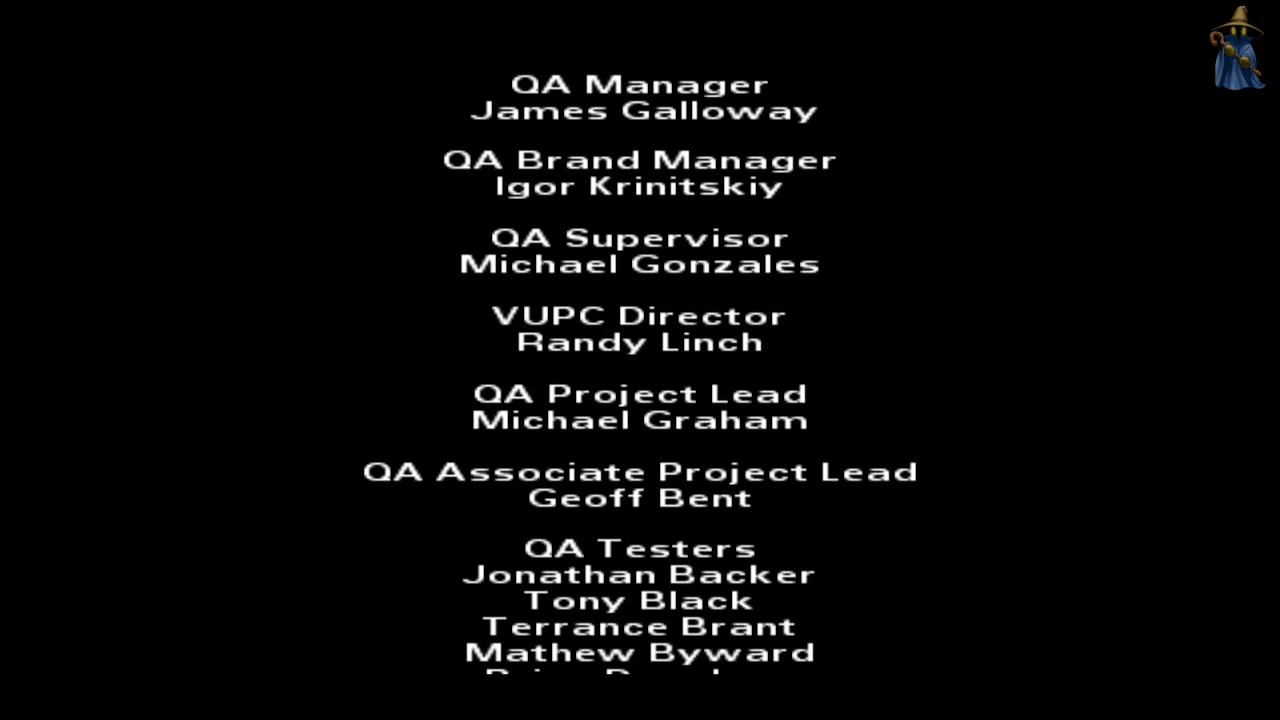 QA Manager
James Galloway
QA Brand Manager
Igor Krinitskiy
QA Supervisor
Michael Gonzales
VUPC Director
Randy Linch
QA Project Lead
Michael Graham
QA Associate Project Lead
Geoff Bent
QA Testers
Jonathan Backer
Tony Black
Terrance Brant
Mathew Byward